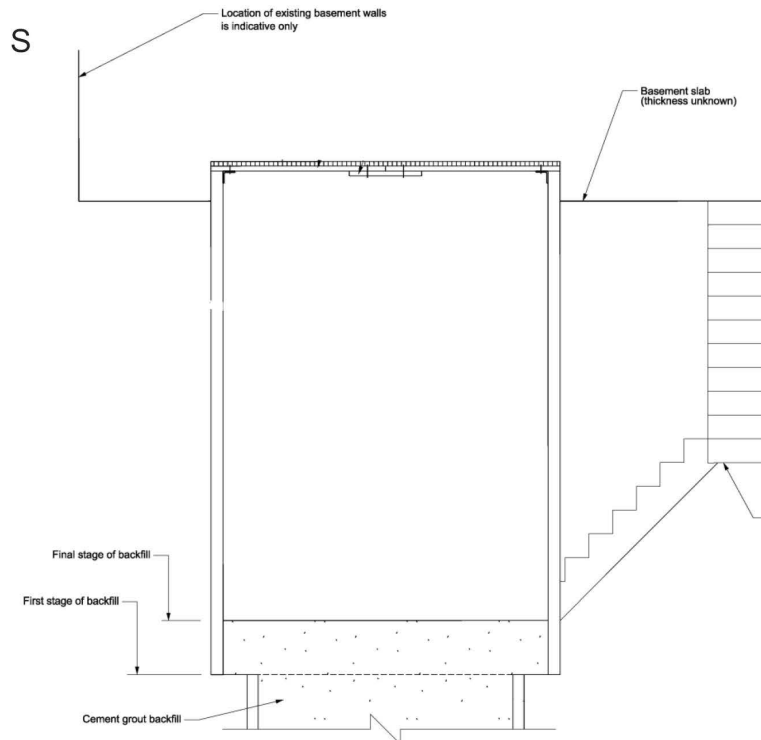 Location of existing basement walls
is indicative only
S
Basement slab
(thickness unknown)
Final stage of backfill
First stage of backfill
Cement grout backfill